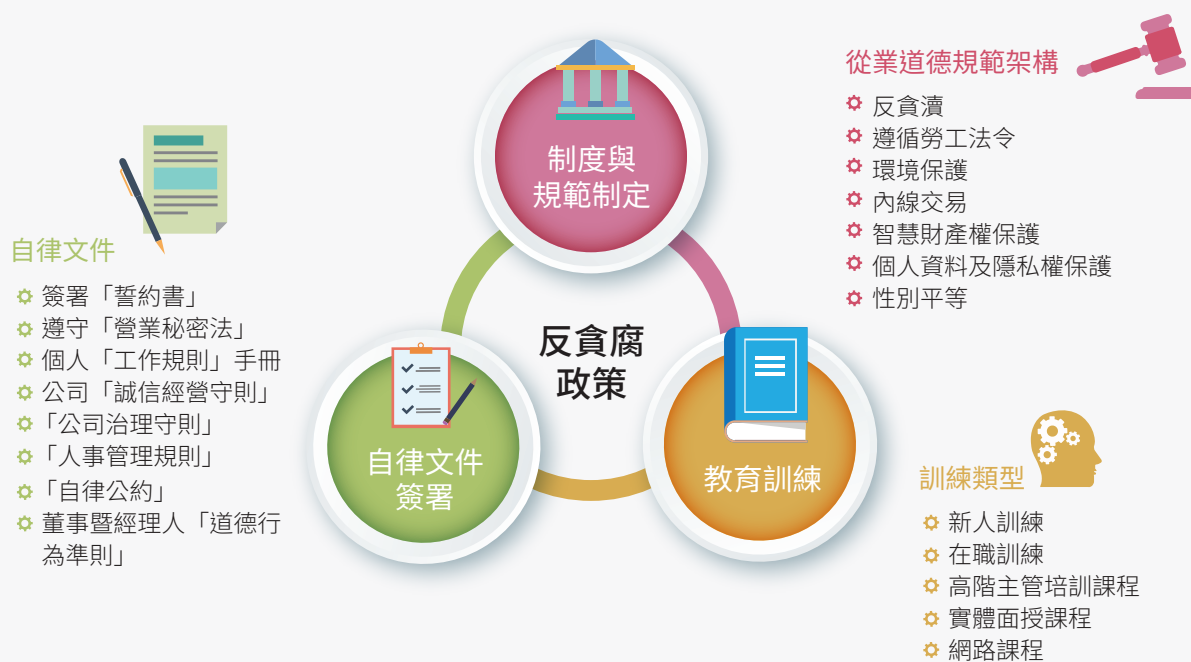 制度與
規範制定
從業道德規範架構
反貪瀆
遵循勞工法令
環境保護
內線交易
智慧財產權保護
個人資料及隱私權保護
性別平等
自律文件
簽署「誓約書」
遵守「營業秘密法」
個人「工作規則」手冊
公司「誠信經營守則」
「公司治理守則」
「人事管理規則」
「自律公約」
董事暨經理人「道德行
為準則」
反貪腐
政策
自律文件
簽署
教育訓練
訓練類型
新人訓練
在職訓練
高階主管培訓課程
實體面授課程
網路課程